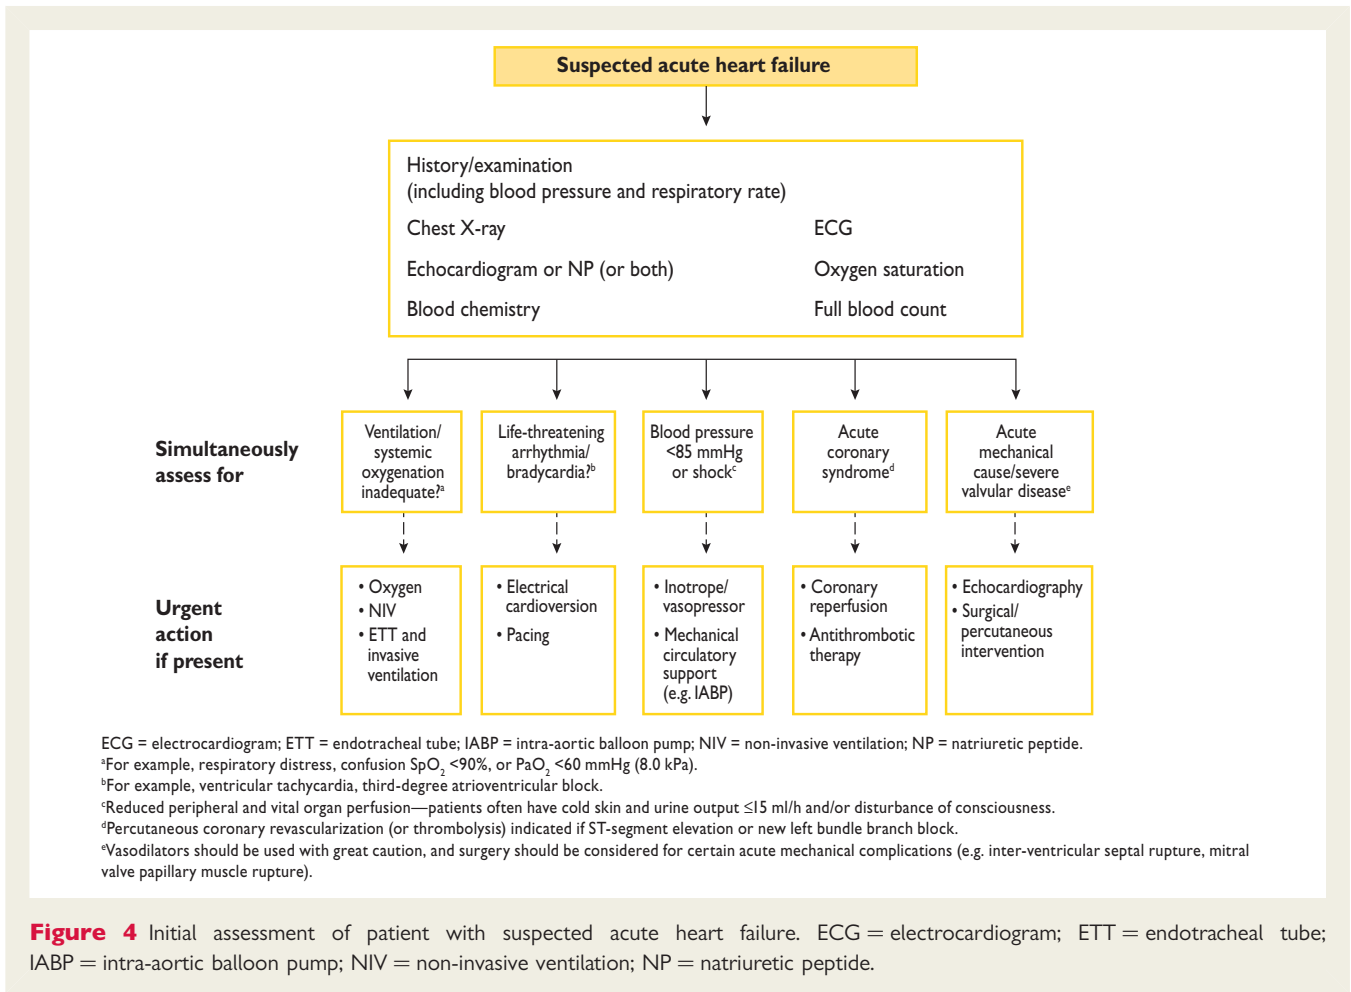 Suspected acute heart failure
History/examination
(including blood pressure and respiratory rate)
Chest X-ray
ECG
Echocardiogram or NP (or both)
Oxygen saturation
Blood chemistry
Full blood count
Simultaneously
assess for
Ventilation/
systemic
oxygenation
inadequate?a
Life-threatening
arrhythmia/
bradycardia?b
Blood pressure
<85 mmHg
or shockc
Acute
coronary
syndromed
Acute
mechanical
cause/severe
valvular diseasee
Urgent
action
if present
• Oxygen
• NIV
• ETT and
invasive
ventilation
• Electrical
cardioversion
• Pacing
• Inotrope/
vasopressor
• Mechanical
circulatory
support
(e.g. IABP)
• Coronary
reperfusion
• Antithrombotic
therapy
• Echocardiography
• Surgical/
percutaneous
intervention
ECG = electrocardiogram; ETT = endotracheal tube; IABP = intra-aortic balloon pump; NIV = non-invasive ventilation; NP = natriuretic peptide.
aFor example, respiratory distress, confusion SpO2 <90%, or PaO2 <60 mmHg (8.0 kPa).
bFor example, ventricular tachycardia, third-degree atrioventricular block.
cReduced peripheral and vital organ perfusion—patients often have cold skin and urine output ≤15 ml/h and/or disturbance of consciousness.
dPercutaneous coronary revascularization (or thrombolysis) indicated if ST-segment elevation or new left bundle branch block.
eVasodilators should be used with great caution, and surgery should be considered for certain acute mechanical complications (e.g. inter-ventricular septal rupture, mitral
valve papillary muscle rupture).
Figure 4 Initial assessment of patient with suspected acute heart failure. ECG = electrocardiogram; ETT = endotracheal tube;
IABP = intra-aortic balloon pump; NIV = non-invasive ventilation; NP = natriuretic peptide.